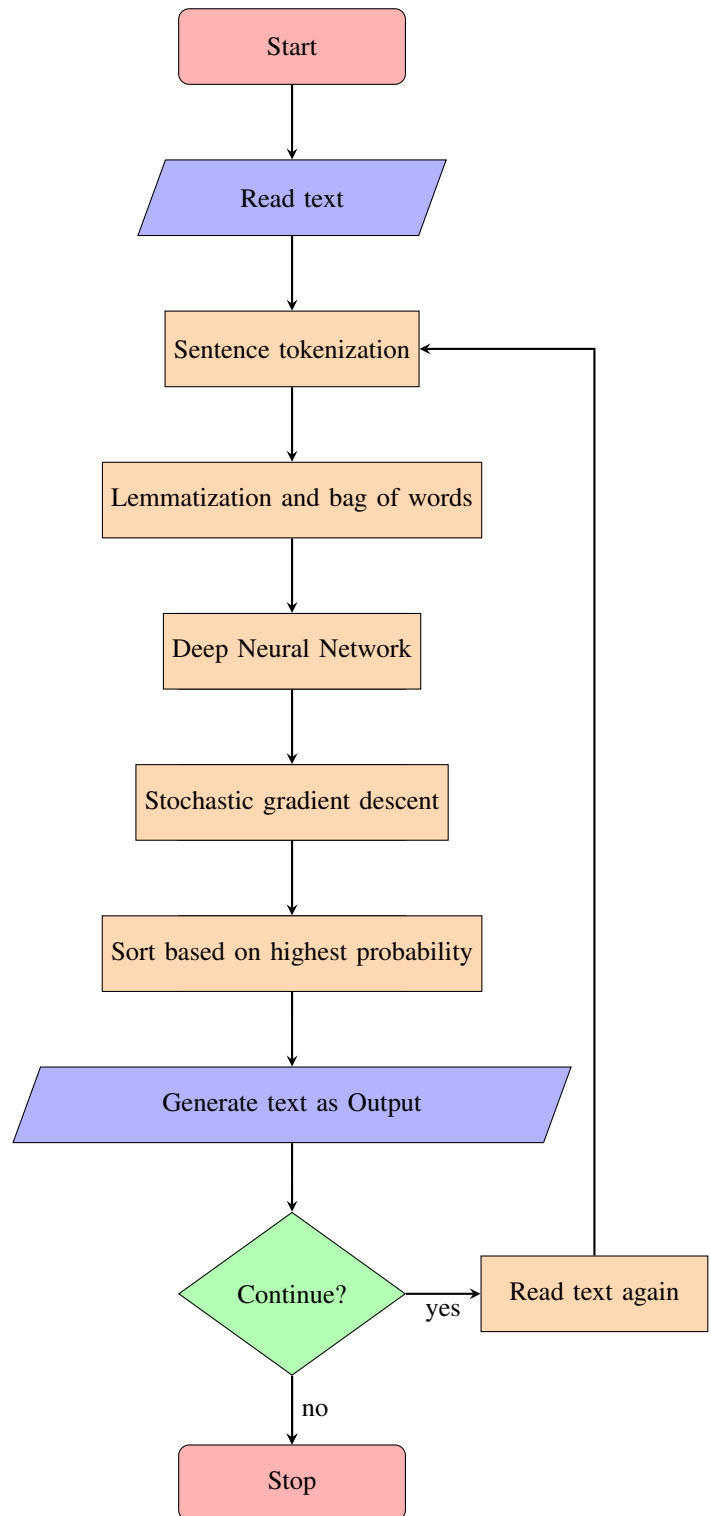 Start
Read text
Sentence tokenization
Lemmatization and bag of words
Deep Neural Network
Stochastic gradient descent
Sort based on highest probability
Generate text as Output
Continue?
yes
Read text again
no
Stop